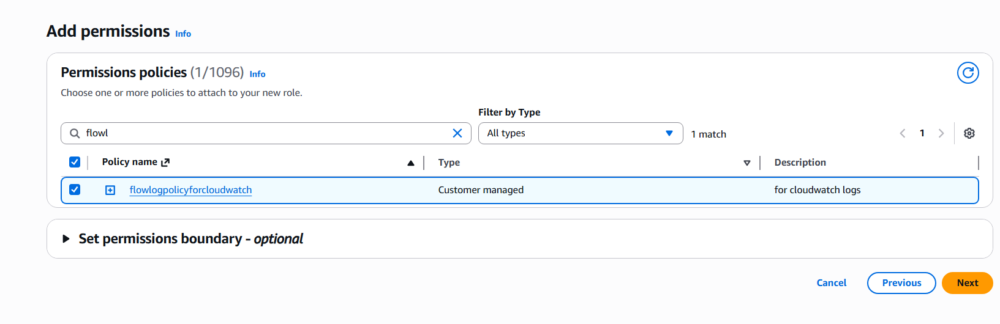 Add permissions Info
Permissions policies (1/1096) Info
Choose one or more policies to attach to your new role.
Filter by Type
flowl All types 1 match 1
Policy name Type Description
flowlogpolicyforcloudwatch Customer managed for cloudwatch logs
Set permissions boundary - optional
Cancel Previous Next